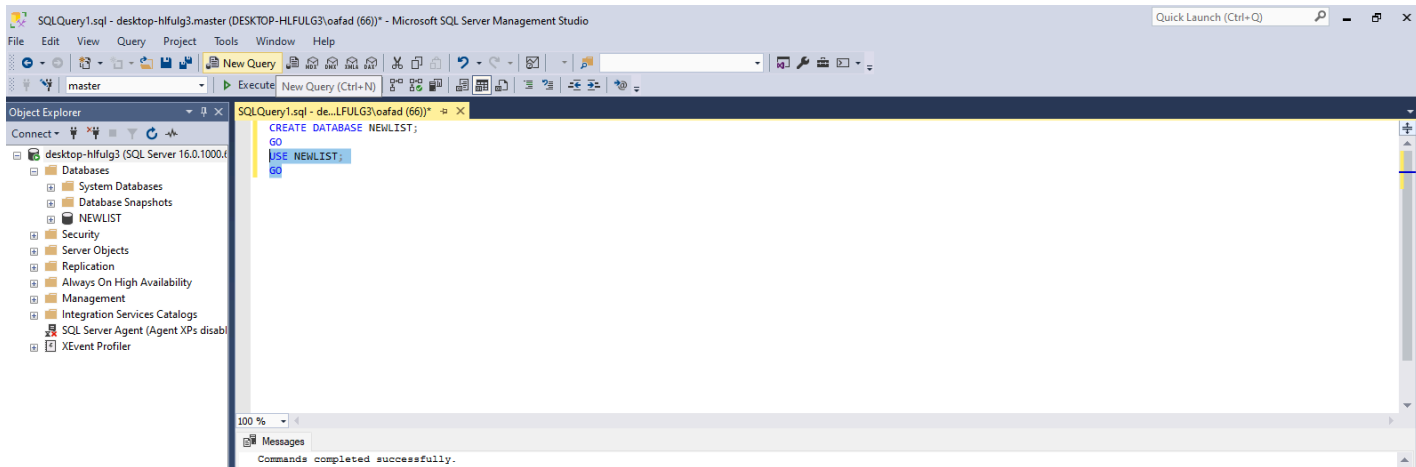 SQLQuery1.sql - desktop-hlfulg3.master (DESKTOP-HLFULG3\oafad (66))* - Microsoft SQL Server Management Studio
Quick Launch (Ctrl+Q)
File Edit View Query Project Tools Window Help
New Query
master
Execute
New Query (Ctrl+N)
Object Explorer
SQLQuery1.sql - de...LFULG3\oafad (66))*
Connect
desktop-hlfulg3 (SQL Server 16.0.1000.6
Databases
System Databases
Database Snapshots
NEWLIST
Security
Server Objects
Replication
Always On High Availability
Management
Integration Services Catalogs
SQL Server Agent (Agent XPs disabl
XEvent Profiler
CREATE DATABASE NEWLIST;
GO
USE NEWLIST;
GO
100 %
Messages
Commands completed successfully.